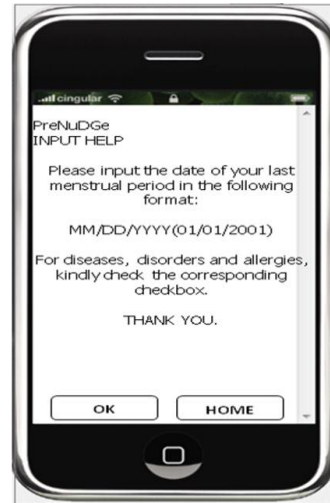 cingular
PreNuDGe
INPUT HELP
Please input the date of your last
menstrual period in the following
format:
MM/DD/YYYY(01/01/2001)
For diseases, disorders and allergies,
kindly check the corresponding
checkbox.
THANK YOU.
OK HOME